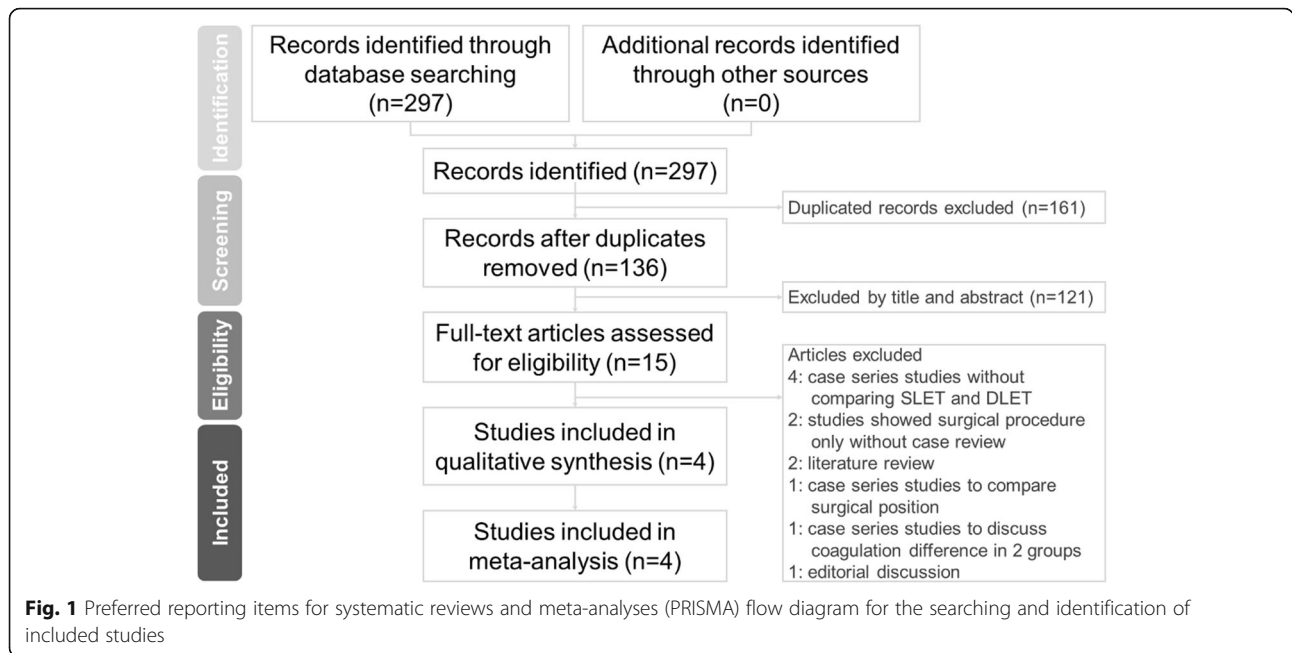 Identification
Records identified through
database searching
(n=297)
Additional records identified
through other sources
(n=0)
Records identified (n=297)
Screening
Duplicated records excluded (n=161)
Records after duplicates
removed (n=136)
Excluded by title and abstract (n=121)
Eligibility
Full-text articles assessed
for eligibility (n=15)
Articles excluded
4: case series studies without
comparing SLET and DLET
2: studies showed surgical procedure
only without case review
2: literature review
1: case series studies to compare
surgical position
1: case series studies to discuss
coagulation difference in 2 groups
1: editorial discussion
Included
Studies included in
qualitative synthesis (n=4)
Studies included in
meta-analysis (n=4)
Fig. 1 Preferred reporting items for systematic reviews and meta-analyses (PRISMA) flow diagram for the searching and identification of
included studies